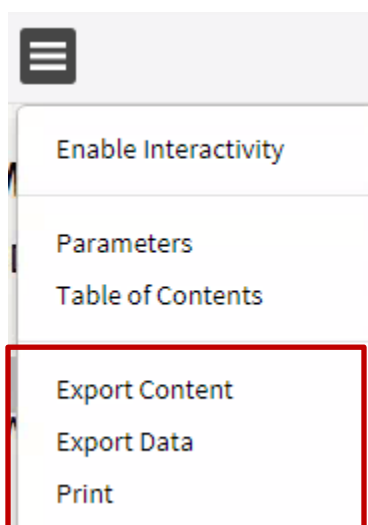 Enable Interactivity
Parameters
Table of Contents
Export Content
Export Data
Print